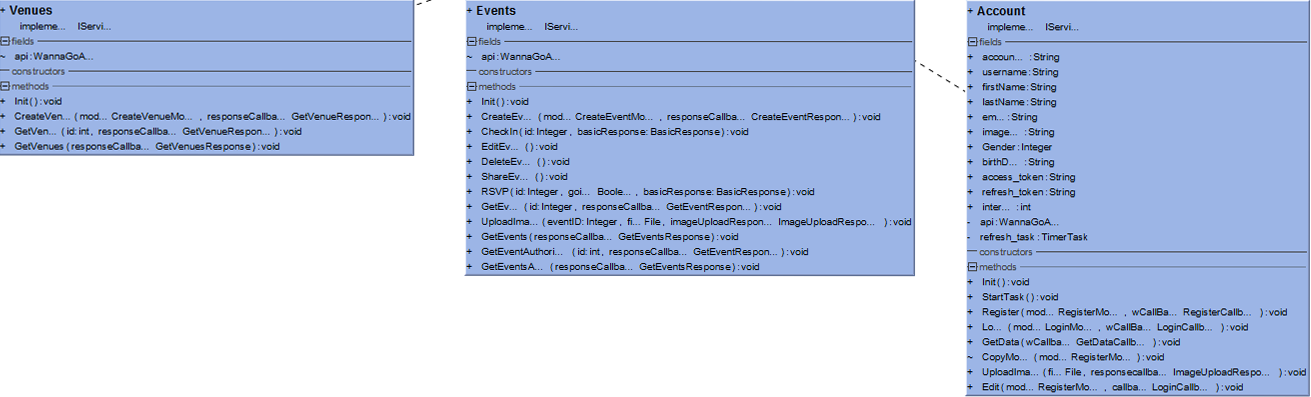 + Venues
impleme... IServi...
fields
~ api:WannaGoA...
constructors
methods
+ Init():void
+ CreateVen... (mod... CreateVenueMo... , responseCallba... GetVenueRespon... ):void
+ GetVen... (id:int, responseCallba... GetVenueRespon... ):void
+ GetVenues(responseCallba... GetVenuesResponse):void
+ Events
impleme... IServi...
fields
~ api:WannaGoA...
constructors
methods
+ Init():void
+ CreateEv... (mod... CreateEventMo... , responseCallba... CreateEventRespon... ):void
+ CheckIn(id:Integer, basicResponse:BasicResponse):void
+ EditEv... ():void
+ DeleteEv... ():void
+ ShareEv... ():void
+ RSVP(id:Integer, goi... Boole... , basicResponse:BasicResponse):void
+ GetEv... (id:Integer, responseCallba... GetEventRespon... ):void
+ UploadIma... (eventID:Integer, fi... File, imageUploadRespon... ImageUploadRespo... ):void
+ GetEvents(responseCallba... GetEventsResponse):void
+ GetEventAuthori... (id:int, responseCallba... GetEventRespon... ):void
+ GetEventsA... (responseCallba... GetEventsResponse):void
+ Account
impleme... IServi...
fields
+ accoun... :String
+ username:String
+ firstName:String
+ lastName:String
+ em... :String
+ image... :String
+ Gender:Integer
+ birthD... :String
+ access_token:String
+ refresh_token:String
+ inter... :int
- api:WannaGoA...
- refresh_task:TimerTask
constructors
methods
+ Init():void
+ StartTask():void
+ Register(mod... RegisterMo... , wCallBa... RegisterCallb... ):void
+ Lo... (mod... LoginMo... , wCallBa... LoginCallb... ):void
+ GetData(wCallba... GetDataCallb... ):void
~ CopyMo... (mod... RegisterMo... ):void
+ UploadIma... (fi... File, responsecallba... ImageUploadRespo... ):void
+ Edit(mod... RegisterMo... , callba... LoginCallb... ):void